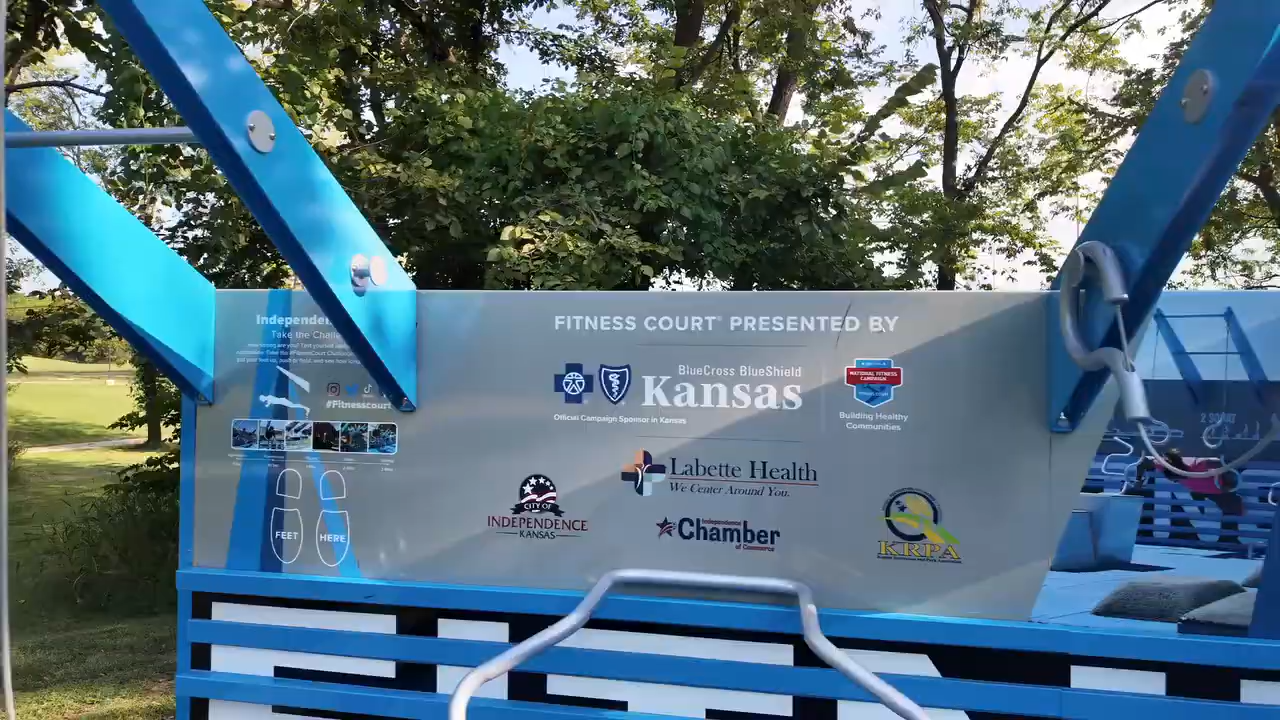 FITNESS COURT® PRESENTED BY
BlueCross BlueShield
Kansas
Official Campaign Sponsor in Kansas
NATIONAL FITNESS
CAMPAIGN
Building Healthy
Communities
Labette Health
We Center Around You.
CITY OF
INDEPENDENCE
KANSAS
Independence
Chamber
of Commerce
KRPA
Take the
#Fitnesscourt
FEET
HERE